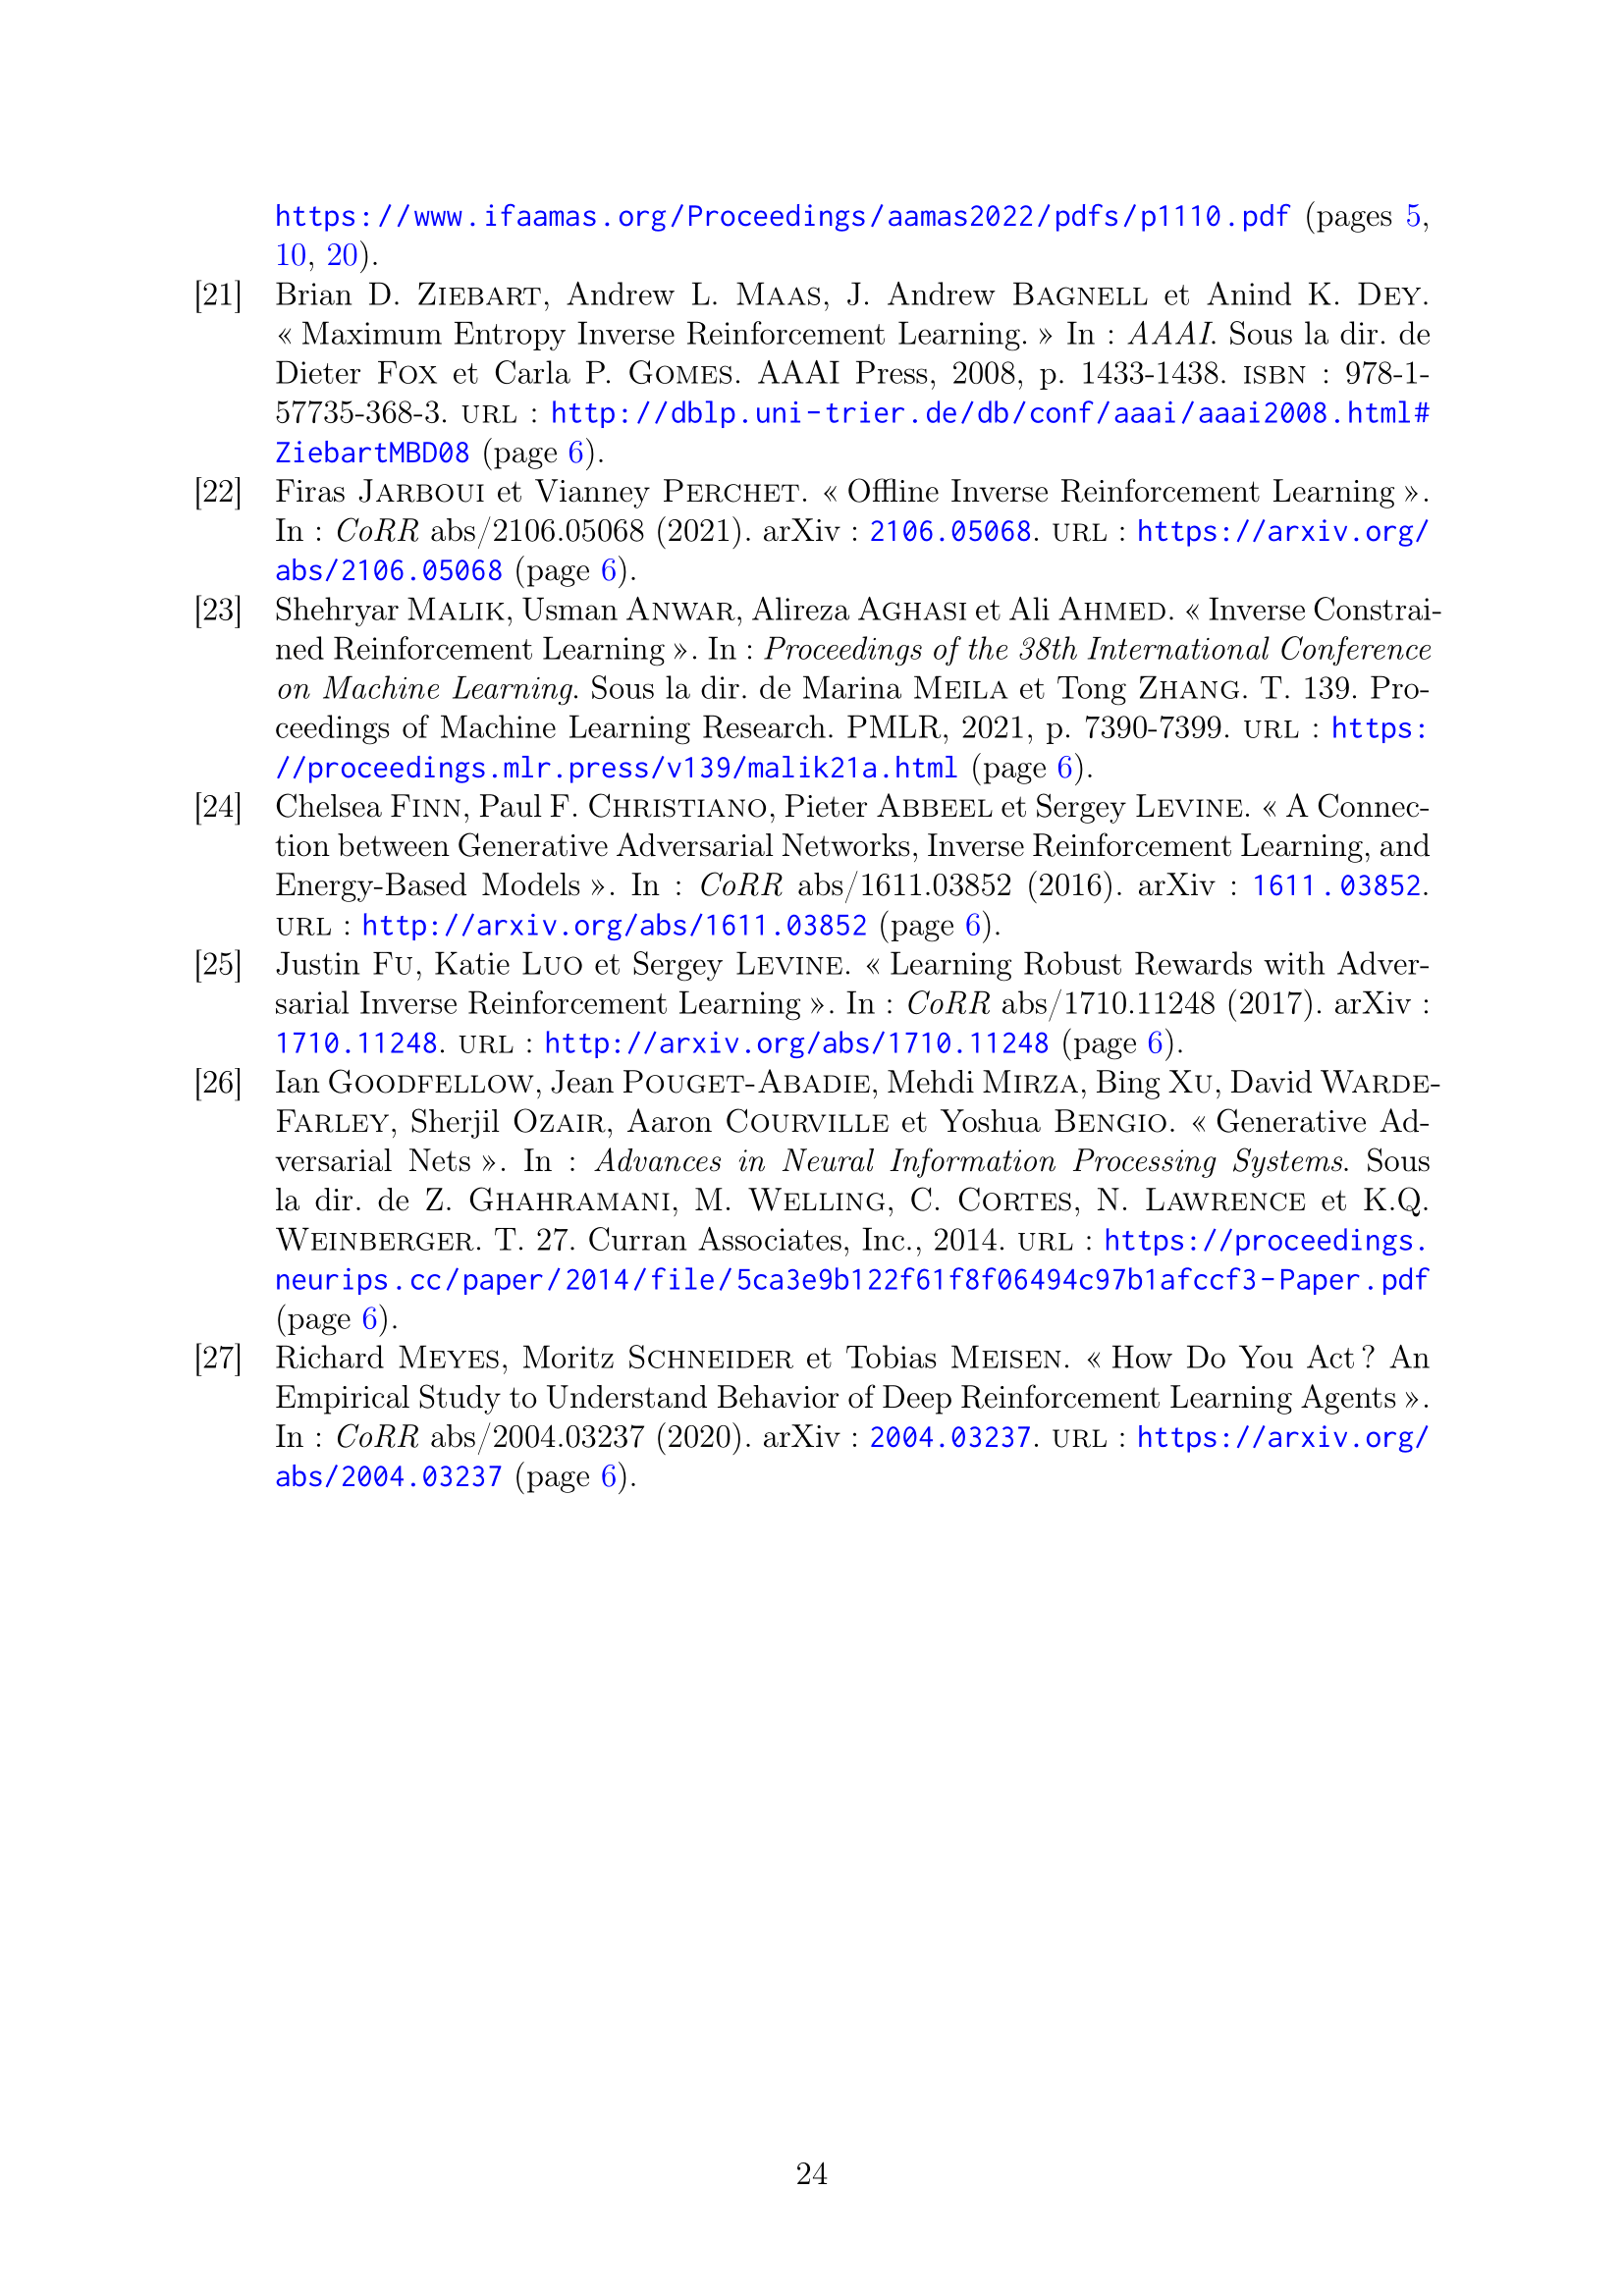 https://www.ifaamas.org/Proceedings/aamas2022/pdfs/p1110.pdf (pages 5,
10, 20).
[21] Brian D. Ziebart, Andrew L. Maas, J. Andrew Bagnell et Anind K. Dey.
« Maximum Entropy Inverse Reinforcement Learning. » In : AAAI. Sous la dir. de
Dieter Fox et Carla P. Gomes. AAAI Press, 2008, p. 1433-1438. isbn : 978-1-
57735-368-3. url : http://dblp.uni-trier.de/db/conf/aaai/aaai2008.html#
ZiebartMBD08 (page 6).
[22] Firas Jarboui et Vianney Perchet. « Offline Inverse Reinforcement Learning ».
In : CoRR abs/2106.05068 (2021). arXiv : 2106.05068. url : https://arxiv.org/
abs/2106.05068 (page 6).
[23] Shehryar Malik, Usman Anwar, Alireza Aghasi et Ali Ahmed. « Inverse Constrai-
ned Reinforcement Learning ». In : Proceedings of the 38th International Conference
on Machine Learning. Sous la dir. de Marina Meila et Tong Zhang. T. 139. Pro-
ceedings of Machine Learning Research. PMLR, 2021, p. 7390-7399. url : https:
//proceedings.mlr.press/v139/malik21a.html (page 6).
[24] Chelsea Finn, Paul F. Christiano, Pieter Abbeel et Sergey Levine. « A Connec-
tion between Generative Adversarial Networks, Inverse Reinforcement Learning, and
Energy-Based Models ». In : CoRR abs/1611.03852 (2016). arXiv : 1611.03852.
url : http://arxiv.org/abs/1611.03852 (page 6).
[25] Justin Fu, Katie Luo et Sergey Levine. « Learning Robust Rewards with Adver-
sarial Inverse Reinforcement Learning ». In : CoRR abs/1710.11248 (2017). arXiv :
1710.11248. url : http://arxiv.org/abs/1710.11248 (page 6).
[26] Ian Goodfellow, Jean Pouget-Abadie, Mehdi Mirza, Bing Xu, David Warde-
Farley, Sherjil Ozair, Aaron Courville et Yoshua Bengio. « Generative Ad-
versarial Nets ». In : Advances in Neural Information Processing Systems. Sous
la dir. de Z. Ghahramani, M. Welling, C. Cortes, N. Lawrence et K.Q.
Weinberger. T. 27. Curran Associates, Inc., 2014. url : https://proceedings.
neurips.cc/paper/2014/file/5ca3e9b122f61f8f06494c97b1afccf3-Paper.pdf
(page 6).
[27] Richard Meyes, Moritz Schneider et Tobias Meisen. « How Do You Act ? An
Empirical Study to Understand Behavior of Deep Reinforcement Learning Agents ».
In : CoRR abs/2004.03237 (2020). arXiv : 2004.03237. url : https://arxiv.org/
abs/2004.03237 (page 6).
24